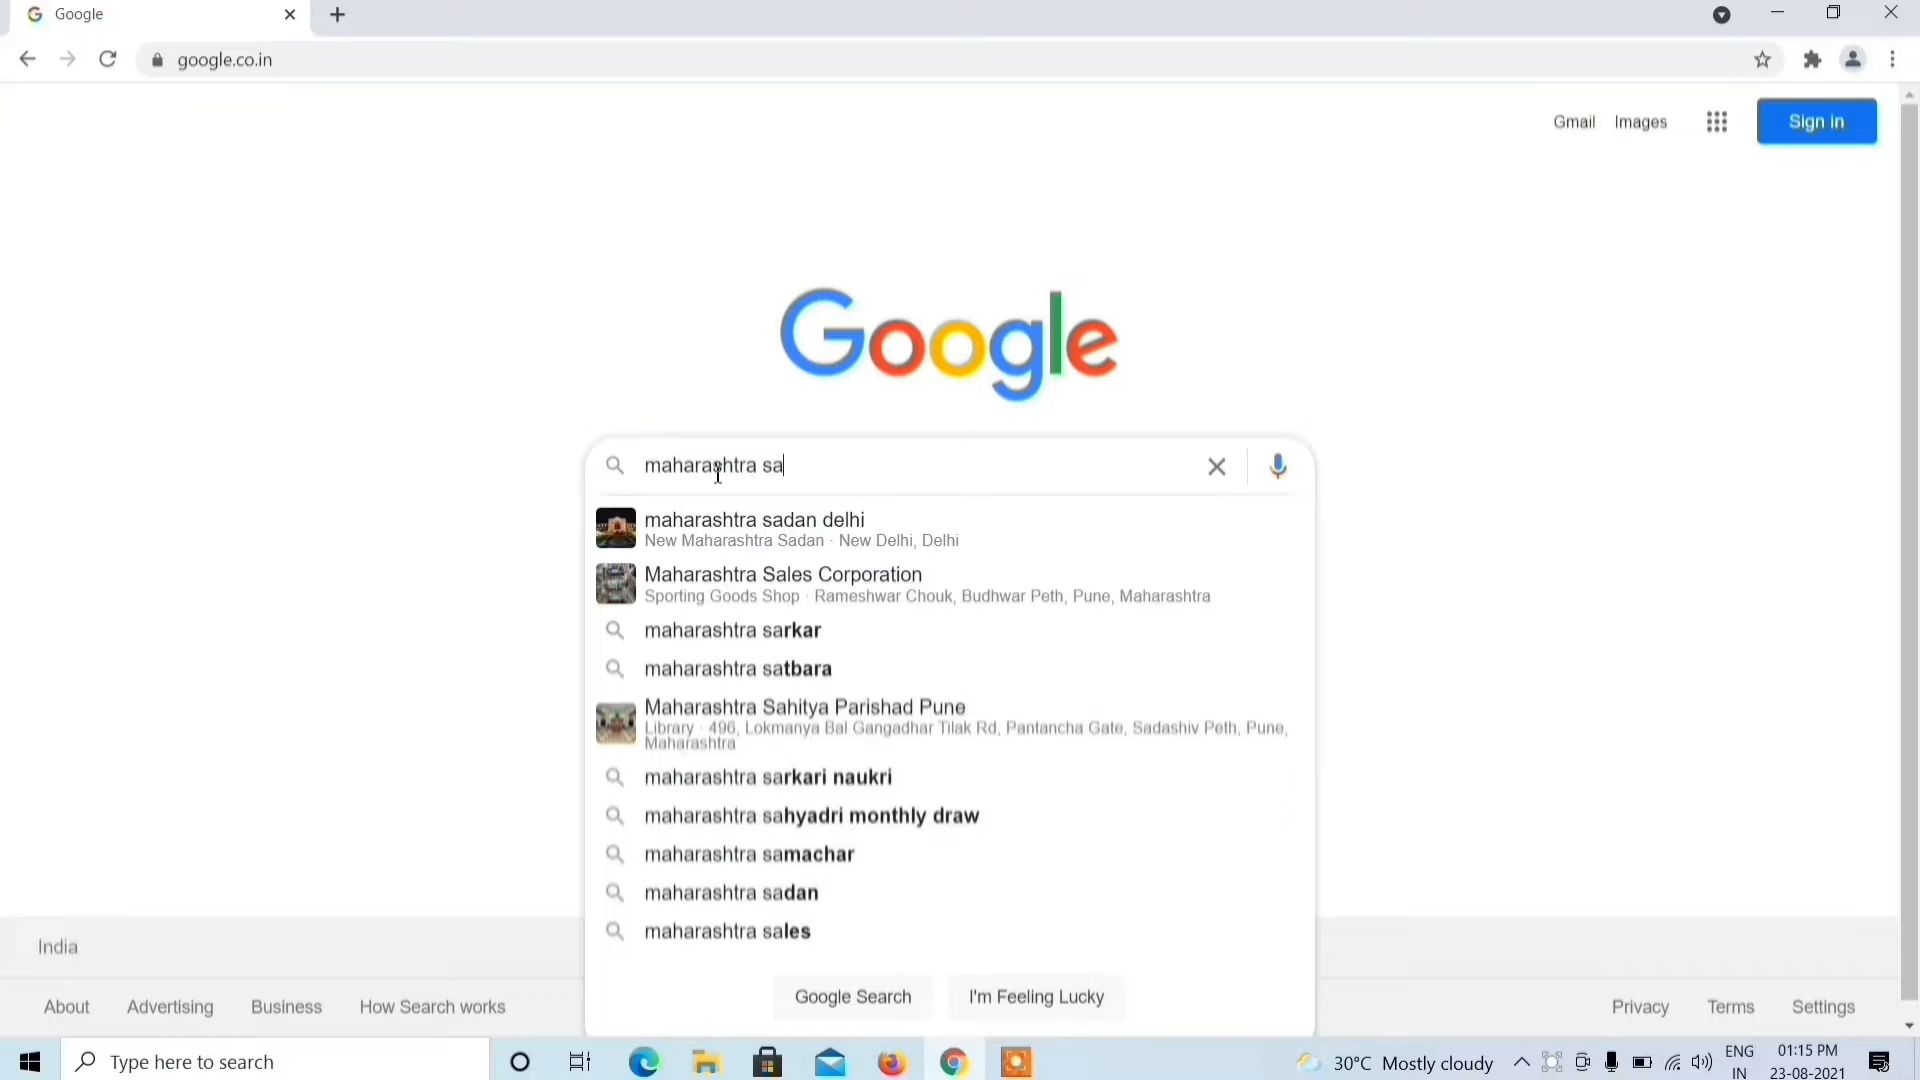 Google
google.co.in
Gmail Images Sign in
Google
maharashtra sa
maharashtra sadan delhi
New Maharashtra Sadan · New Delhi, Delhi
Maharashtra Sales Corporation
Sporting Goods Shop · Rameshwar Chouk, Budhwar Peth, Pune, Maharashtra
maharashtra sarkar
maharashtra satbara
Maharashtra Sahitya Parishad Pune
Library · 496, Lokmanya Bal Gangadhar Tilak Rd, Pantancha Gate, Sadashiv Peth, Pune,
Maharashtra
maharashtra sarkari naukri
maharashtra sahyadri monthly draw
maharashtra samachar
maharashtra sadan
maharashtra sales
Google Search I'm Feeling Lucky
India
About Advertising Business How Search works Privacy Terms Settings
Type here to search 30°C Mostly cloudy ENG 01:15 PM
IN 23-08-2021